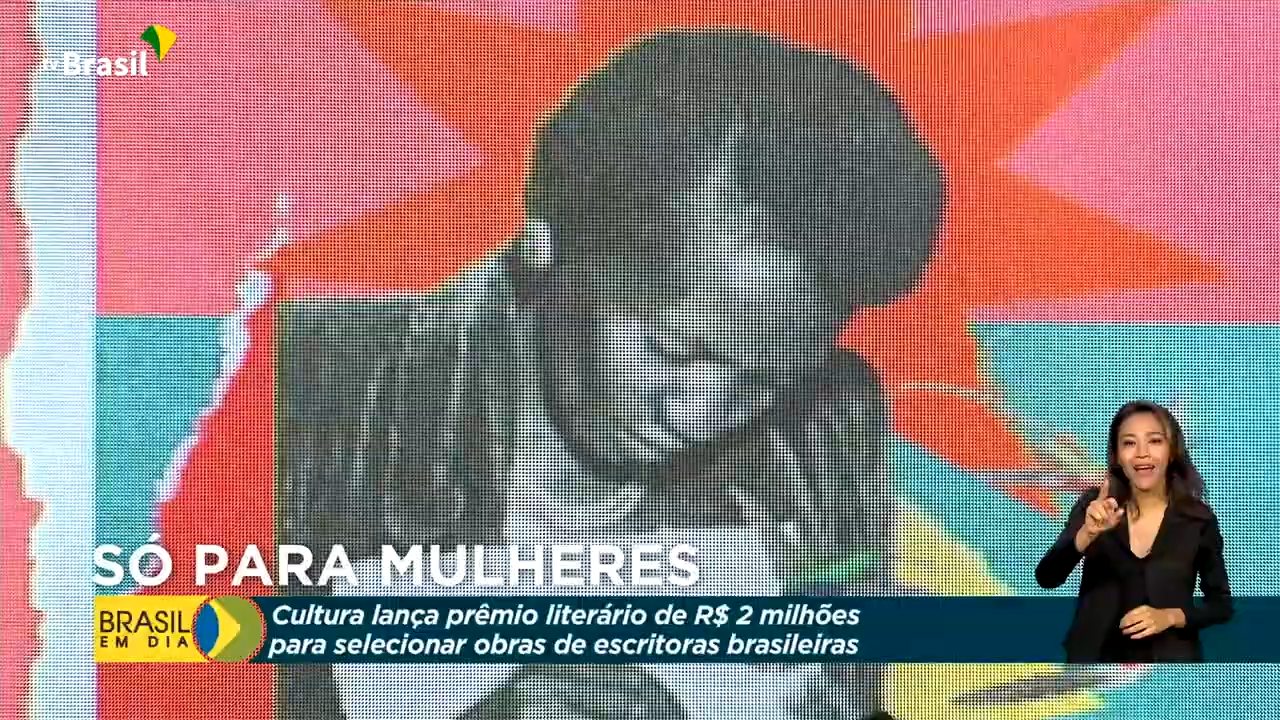 tvBrasil
SÓ PARA MULHERES
BRASIL
EM DIA
Cultura lança prêmio literário de R$ 2 milhões
para selecionar obras de escritoras brasileiras